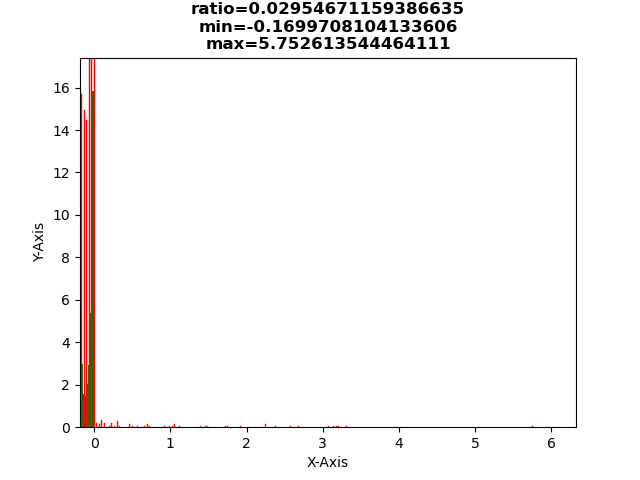 ratio=0.02954671159386635
min=-0.1699708104133606
max=5.752613544464111
16
14
12
10
8
6
4
2
0
Y-Axis
0 1 2 3 4 5 6
X-Axis